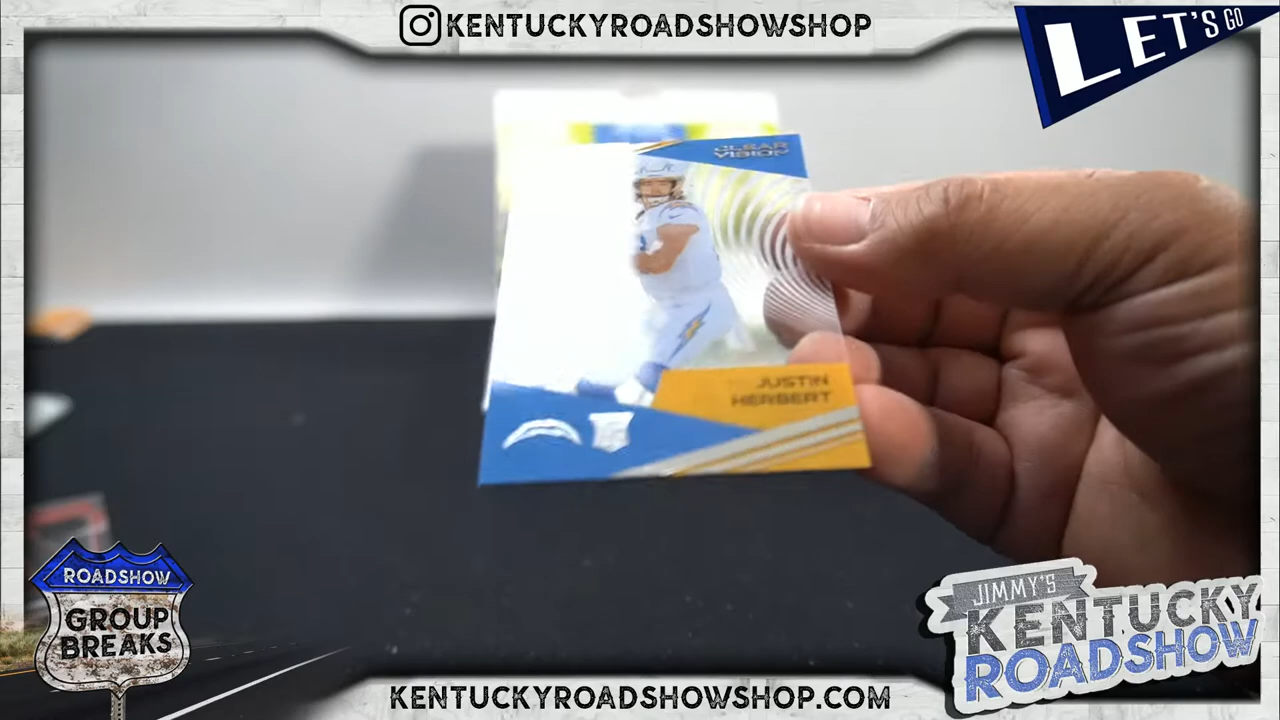 KENTUCKYROADSHOWSHOP
LET'S GO
CLEAR
VISION
JUSTIN
HERBERT
ROADSHOW
GROUP
BREAKS
JIMMY'S
KENTUCKY
ROADSHOW
KENTUCKYROADSHOWSHOP.COM